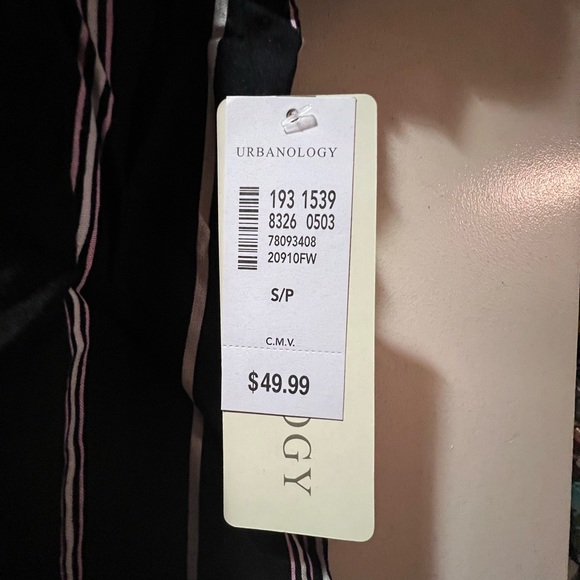 URBANOLOGY
193 1539
8326 0503
78093408
20910FW
S/P
C.M.V.
$49.99
OGY